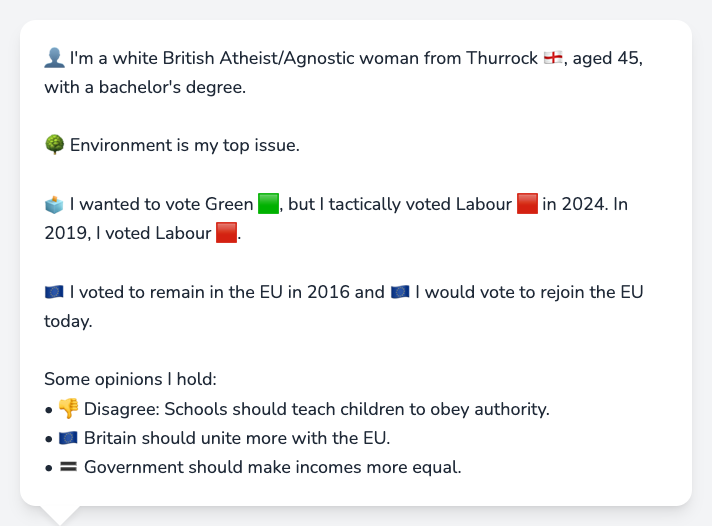 👤 I'm a white British Atheist/Agnostic woman from Thurrock 🏴󠁧󠁢󠁥󠁮󠁧󠁿, aged 45,
with a bachelor's degree.
🌳 Environment is my top issue.
🗳️ I wanted to vote Green 🟩, but I tactically voted Labour 🟥 in 2024. In
2019, I voted Labour 🟥.
🇪🇺 I voted to remain in the EU in 2016 and 🇪🇺 I would vote to rejoin the EU
today.
Some opinions I hold:
• 👎 Disagree: Schools should teach children to obey authority.
• 🇪🇺 Britain should unite more with the EU.
• 🟰 Government should make incomes more equal.